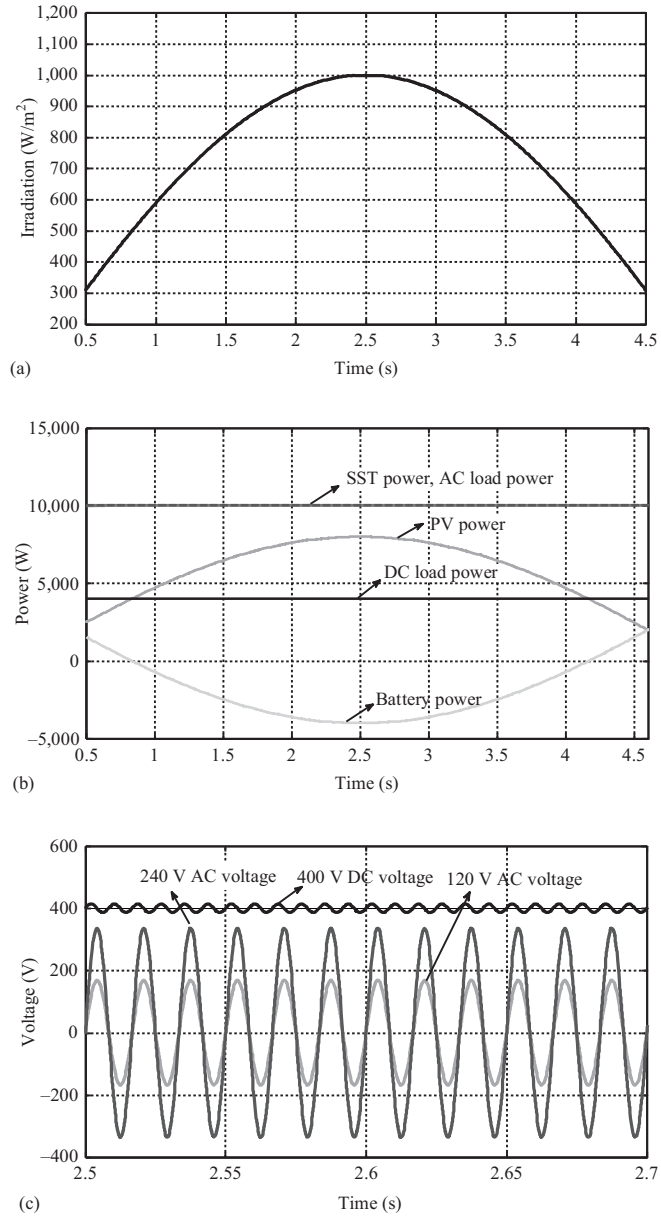 1,200
1,100
1,000
900
800
700
600
500
400
300
200
Irradiation (W/m²)
0.5 1 1.5 2 2.5 3 3.5 4 4.5
Time (s)
(a)
15,000
10,000
5,000
0
–5,000
Power (W)
SST power, AC load power
PV power
DC load power
Battery power
0.5 1 1.5 2 2.5 3 3.5 4 4.5
Time (s)
(b)
600
400
200
0
–200
–400
Voltage (V)
240 V AC voltage 400 V DC voltage 120 V AC voltage
2.5 2.55 2.6 2.65 2.7
Time (s)
(c)